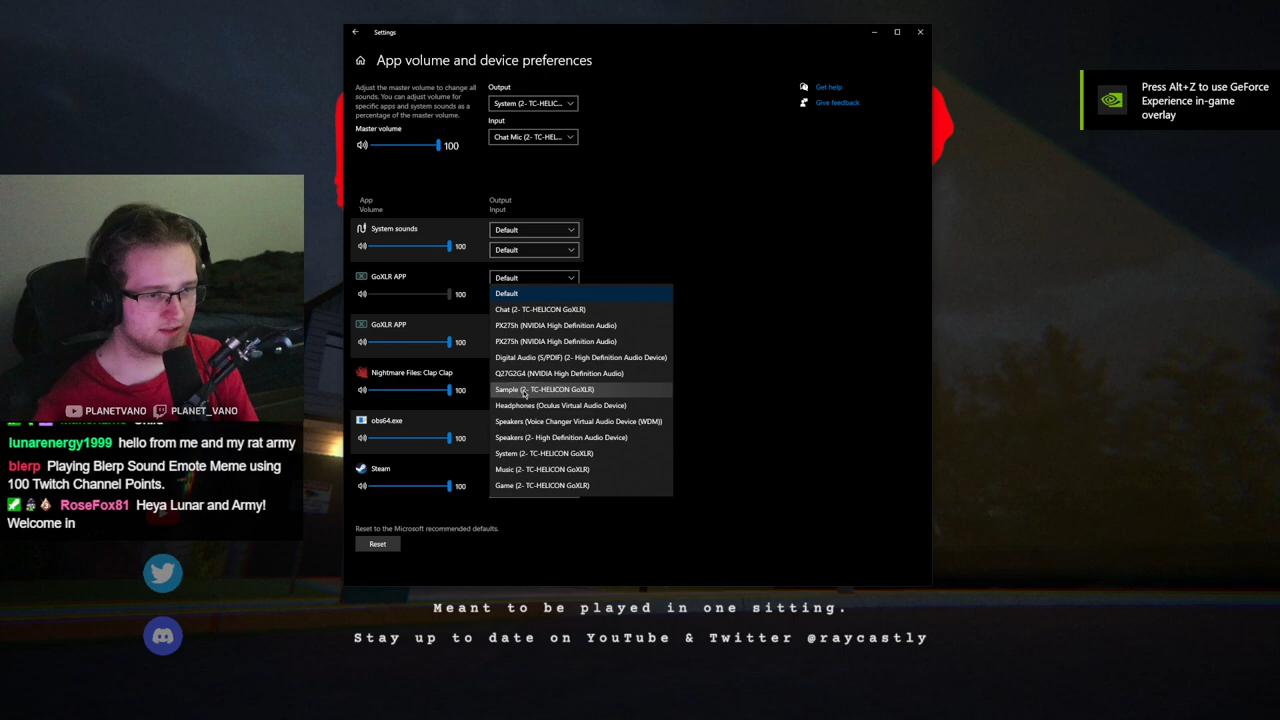 Settings
App volume and device preferences
Adjust the master volume to change all
sounds. You can adjust volume for
specific apps and system sounds as a
percentage of the master volume.
Master volume
100
Output
System (2- TC-HELIC...
Input
Chat Mic (2- TC-HEL...
Get help
Give feedback
Press Alt+Z to use GeForce
Experience in-game
overlay
App
Volume
Output
Input
System sounds
100
Default
Default
GoXLR APP
100
Default
GoXLR APP
100
Nightmare Files: Clap Clap
100
obs64.exe
100
Steam
100
Default
Chat (2- TC-HELICON GoXLR)
PX275h (NVIDIA High Definition Audio)
PX275h (NVIDIA High Definition Audio)
Digital Audio (S/PDIF) (2- High Definition Audio Device)
Q27G2G4 (NVIDIA High Definition Audio)
Sample (2- TC-HELICON GoXLR)
Headphones (Oculus Virtual Audio Device)
Speakers (Voice Changer Virtual Audio Device (WDM))
Speakers (2- High Definition Audio Device)
System (2- TC-HELICON GoXLR)
Music (2- TC-HELICON GoXLR)
Game (2- TC-HELICON GoXLR)
Reset to the Microsoft recommended defaults.
Reset
PLANETVANO PLANET_VANO
lunarenergy1999 hello from me and my rat army
blerp Playing Blerp Sound Emote Meme using
100 Twitch Channel Points.
RoseFox81 Heya Lunar and Army!
Welcome in
Meant to be played in one sitting.
Stay up to date on YouTube & Twitter @raycastly